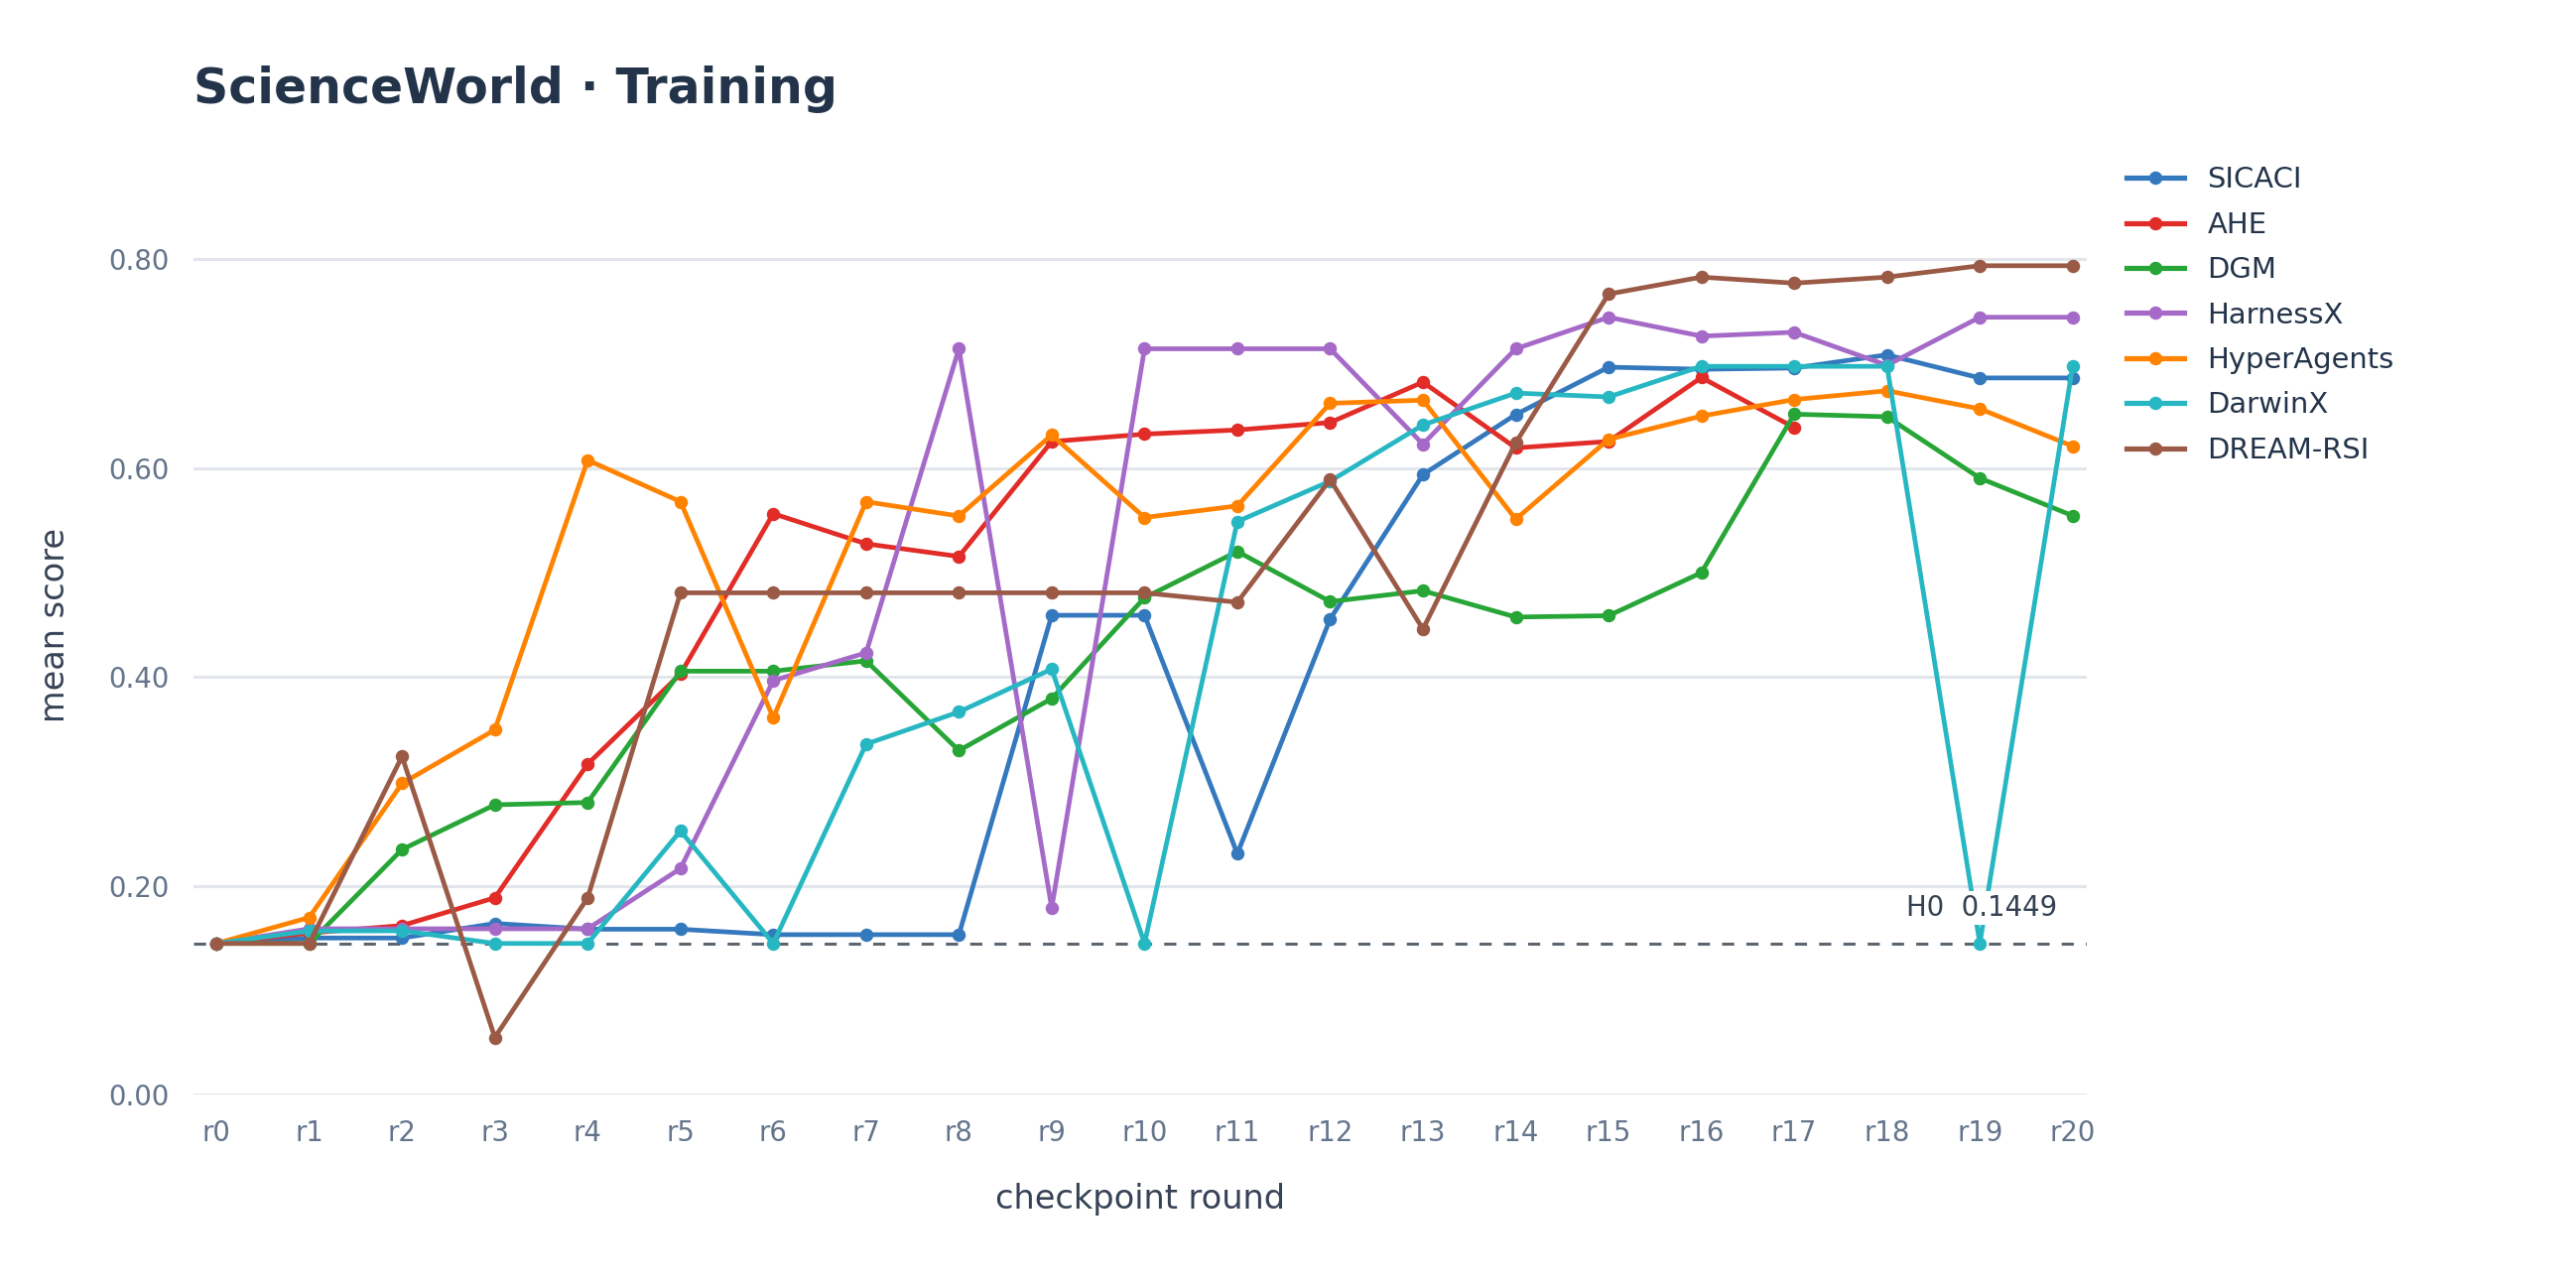 ScienceWorld · Training
SICACI
AHE
DGM
HarnessX
HyperAgents
DarwinX
DREAM-RSI
mean score
0.80
0.60
0.40
0.20
0.00
H0 0.1449
r0 r1 r2 r3 r4 r5 r6 r7 r8 r9 r10 r11 r12 r13 r14 r15 r16 r17 r18 r19 r20
checkpoint round